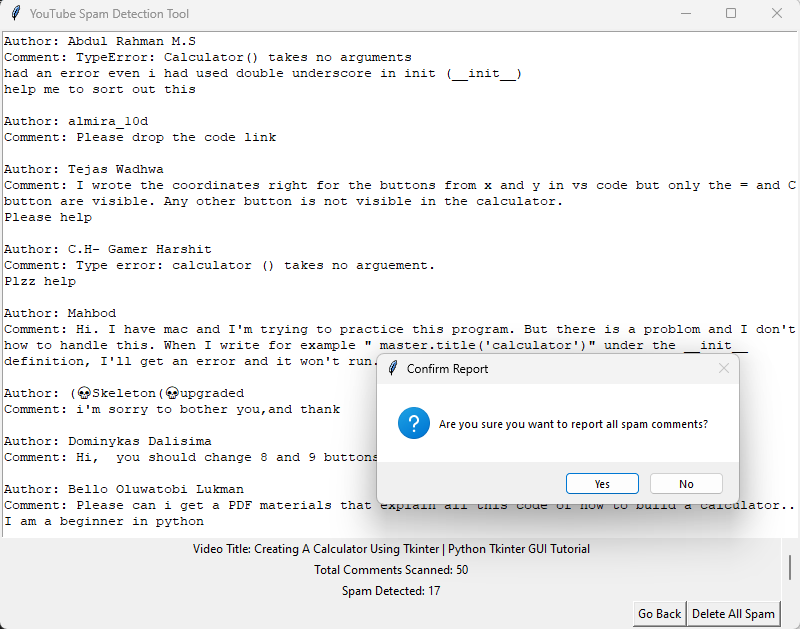 YouTube Spam Detection Tool
Author: Abdul Rahman M.S
Comment: TypeError: Calculator() takes no arguments
had an error even i had used double underscore in init (__init__)
help me to sort out this
Author: almira_10d
Comment: Please drop the code link
Author: Tejas Wadhwa
Comment: I wrote the coordinates right for the buttons from x and y in vs code but only the = and C
button are visible. Any other button is not visible in the calculator.
Please help
Author: C.H- Gamer Harshit
Comment: Type error: calculator () takes no arguement.
Plzz help
Author: Mahbod
Comment: Hi. I have mac and I'm trying to practice this program. But there is a problom and I don't
how to handle this. When I write for example " master.title('calculator')" under the __init__
definition, I'll get an error and it won't run.
Author: (💀Skeleton(💀upgraded
Comment: i'm sorry to bother you,and thank
Author: Dominykas Dalisima
Comment: Hi,  you should change 8 and 9 buttons
Author: Bello Oluwatobi Lukman
Comment: Please can i get a PDF materials that explain all this code of how to build a calculator..
I am a beginner in python
Confirm Report
Are you sure you want to report all spam comments?
Yes No
Video Title: Creating A Calculator Using Tkinter | Python Tkinter GUI Tutorial
Total Comments Scanned: 50
Spam Detected: 17
Go Back Delete All Spam